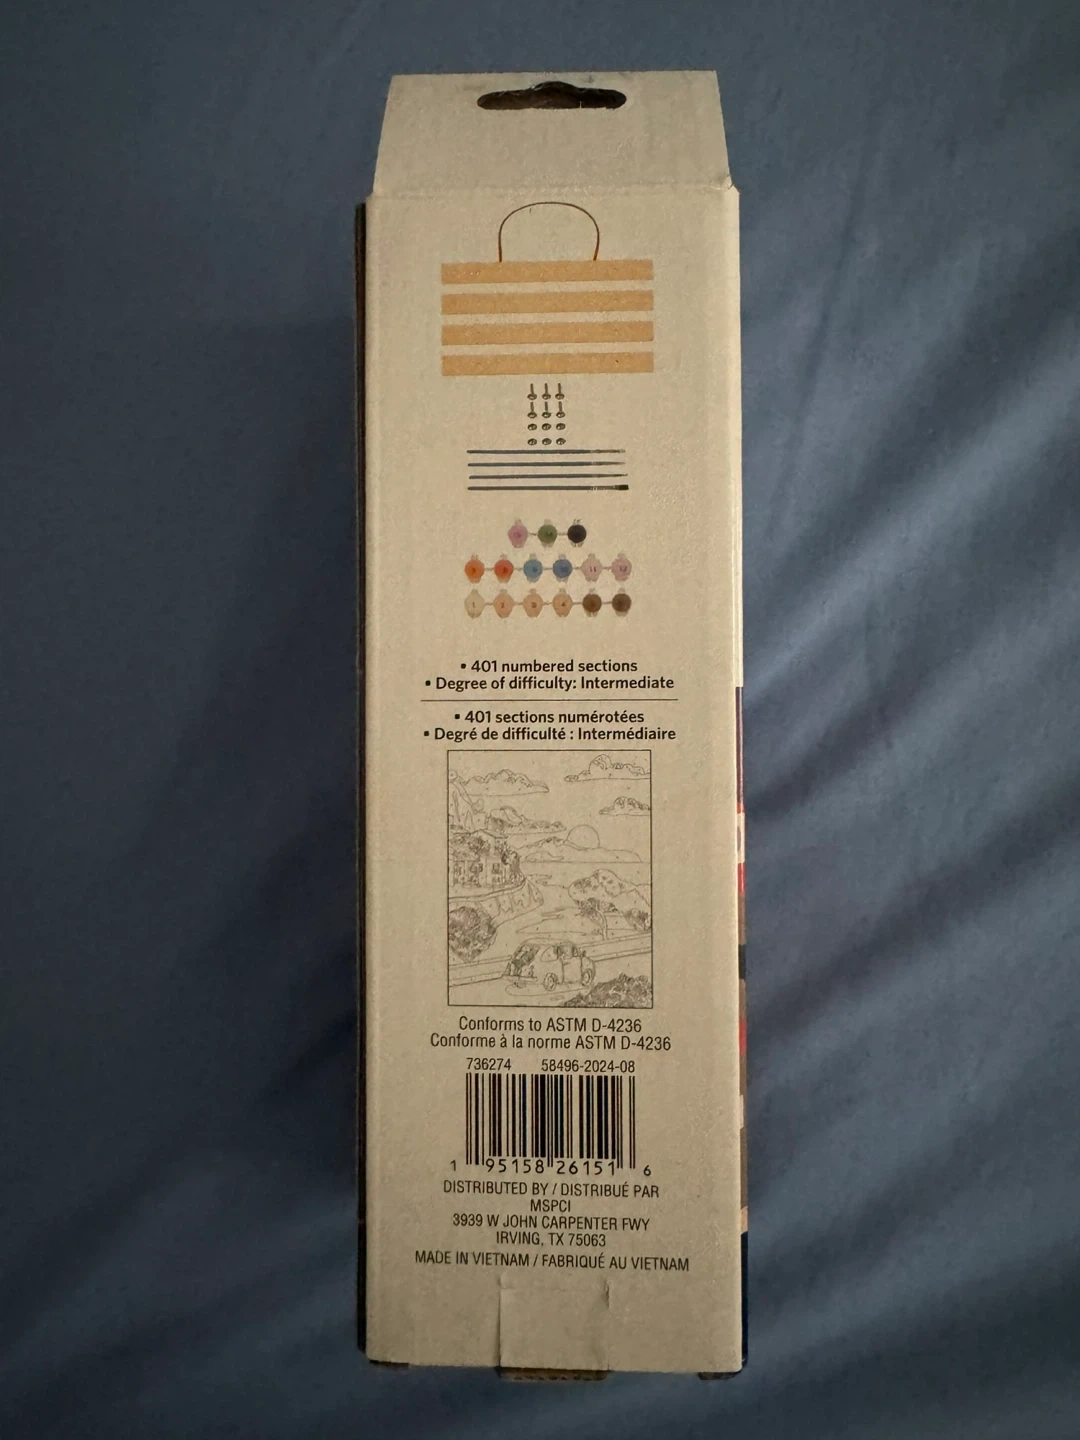 • 401 numbered sections
• Degree of difficulty: Intermediate
• 401 sections numérotées
• Degré de difficulté : Intermédiaire
Conforms to ASTM D-4236
Conforme à la norme ASTM D-4236
736274 58496-2024-08
1 95158 26151 6
DISTRIBUTED BY / DISTRIBUÉ PAR
MSPCI
3939 W JOHN CARPENTER FWY
IRVING, TX 75063
MADE IN VIETNAM / FABRIQUÉ AU VIETNAM